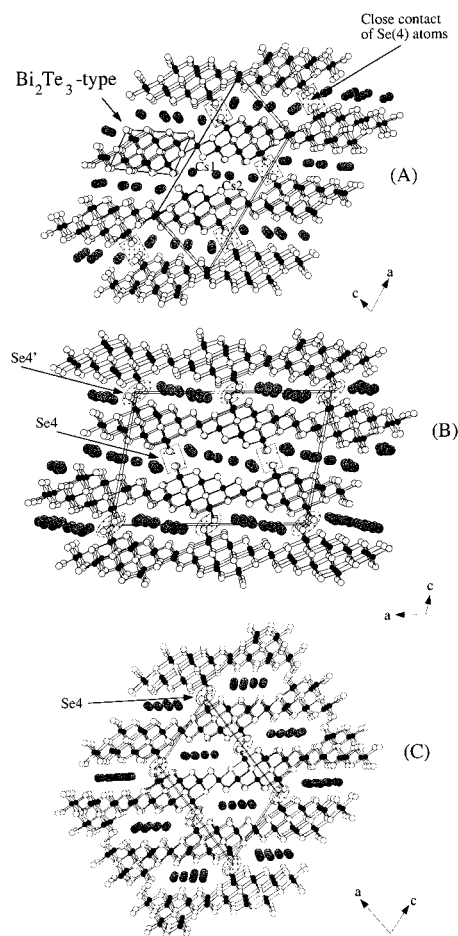 Close contact
of Se(4) atoms
Bi2Te3-type
Cs1
Cs2
(A)
a
c
Se4'
Se4
(B)
c
a
Se4
(C)
a
c